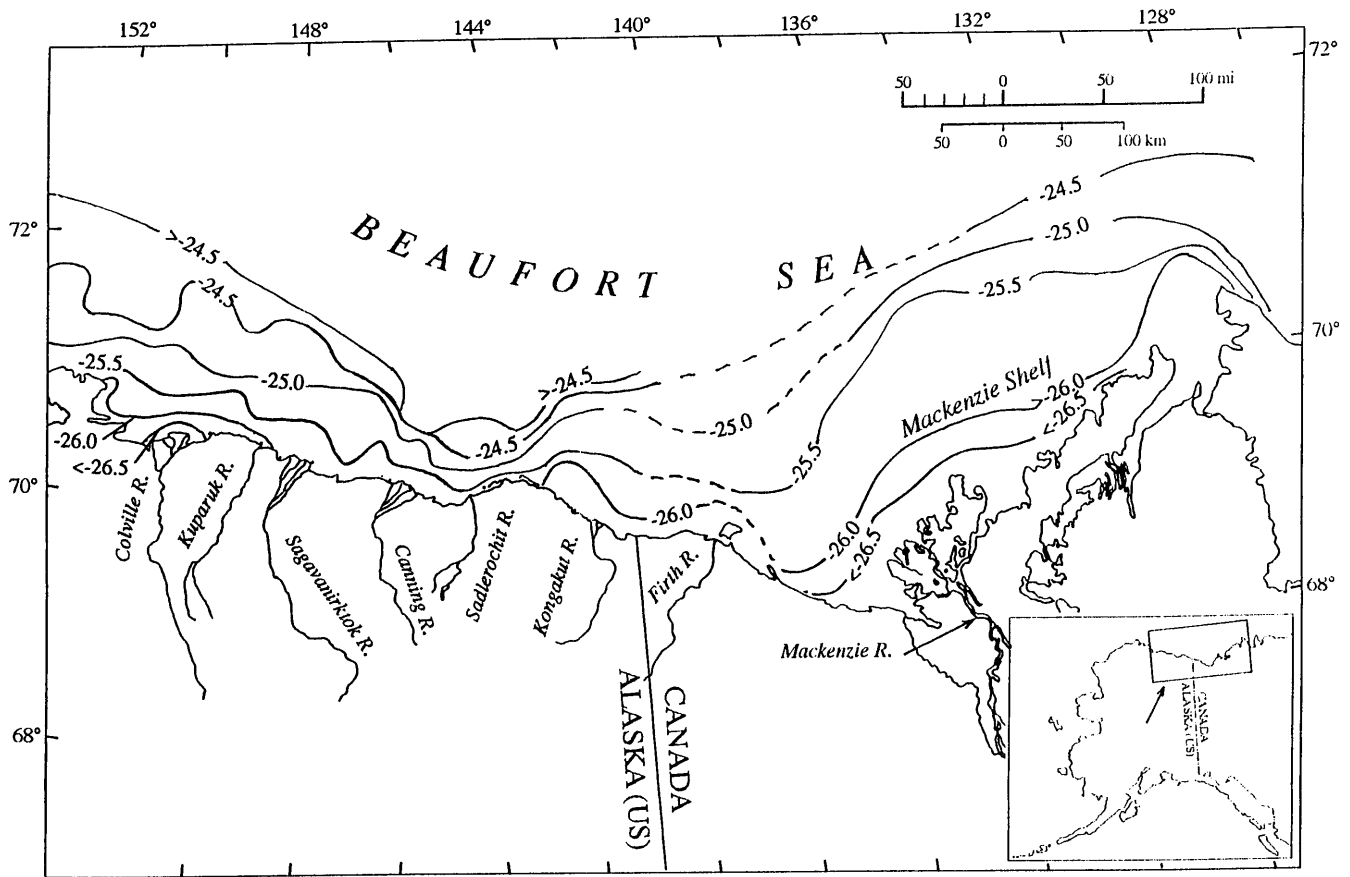 152° 148° 144° 140° 136° 132° 128°
72°
50 0 50 100 mi
50 0 50 100 km
-24.5
72°
BEAUFORT SEA
>-24.5
-25.0
-24.5
-25.5
70°
-25.5
-25.0
>-24.5
Mackenzie Shelf
>-26.0
<-26.5
-24.5
-25.0
-25.5
-26.0
<-26.5
70°
-26.0
-26.0
<-26.5
68°
Colville R.
Kuparuk R.
Sagavanirktok R.
Canning R.
Sadlerochit R.
Kongakut R.
Firth R.
Mackenzie R.
ALASKA (US)
CANADA
68°
CANADA
ALASKA (US)